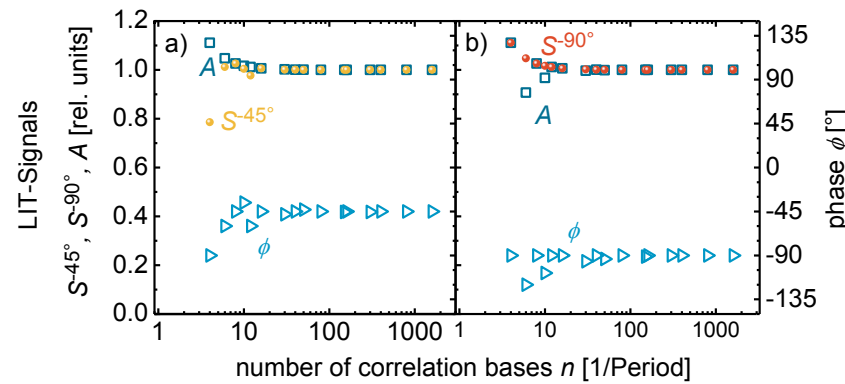 LIT-Signals
S⁻⁴⁵°, S⁻⁹⁰°, A [rel. units]
1.2
1.0
0.8
0.6
0.4
0.2
0.0
a)
A
S⁻⁴⁵°
ϕ
1 10 100 1000
b)
S⁻⁹⁰°
A
ϕ
1 10 100 1000
135
90
45
0
-45
-90
-135
phase ϕ [°]
number of correlation bases n [1/Period]